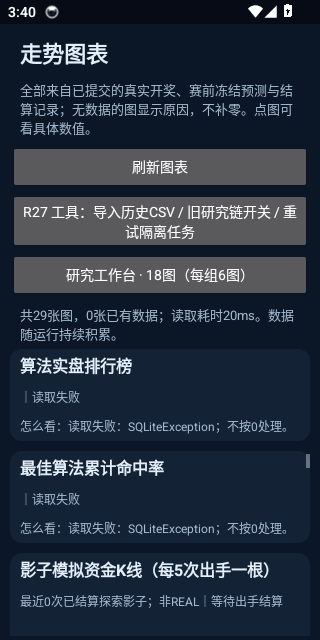 3:40
走势图表
全部来自已提交的真实开奖、赛前冻结预测与结
算记录；无数据的图显示原因，不补零。点图可
看具体数值。
刷新图表
R27 工具：导入历史CSV / 旧研究链开关 / 重
试隔离任务
研究工作台 · 18图（每组6图）
共29张图，0张已有数据；读取耗时20ms。数据
随运行持续积累。
算法实盘排行榜
｜读取失败
怎么看：读取失败：SQLiteException；不按0处理。
最佳算法累计命中率
｜读取失败
怎么看：读取失败：SQLiteException；不按0处理。
影子模拟资金K线（每5次出手一根）
最近0次已结算探索影子；非REAL｜等待出手结算